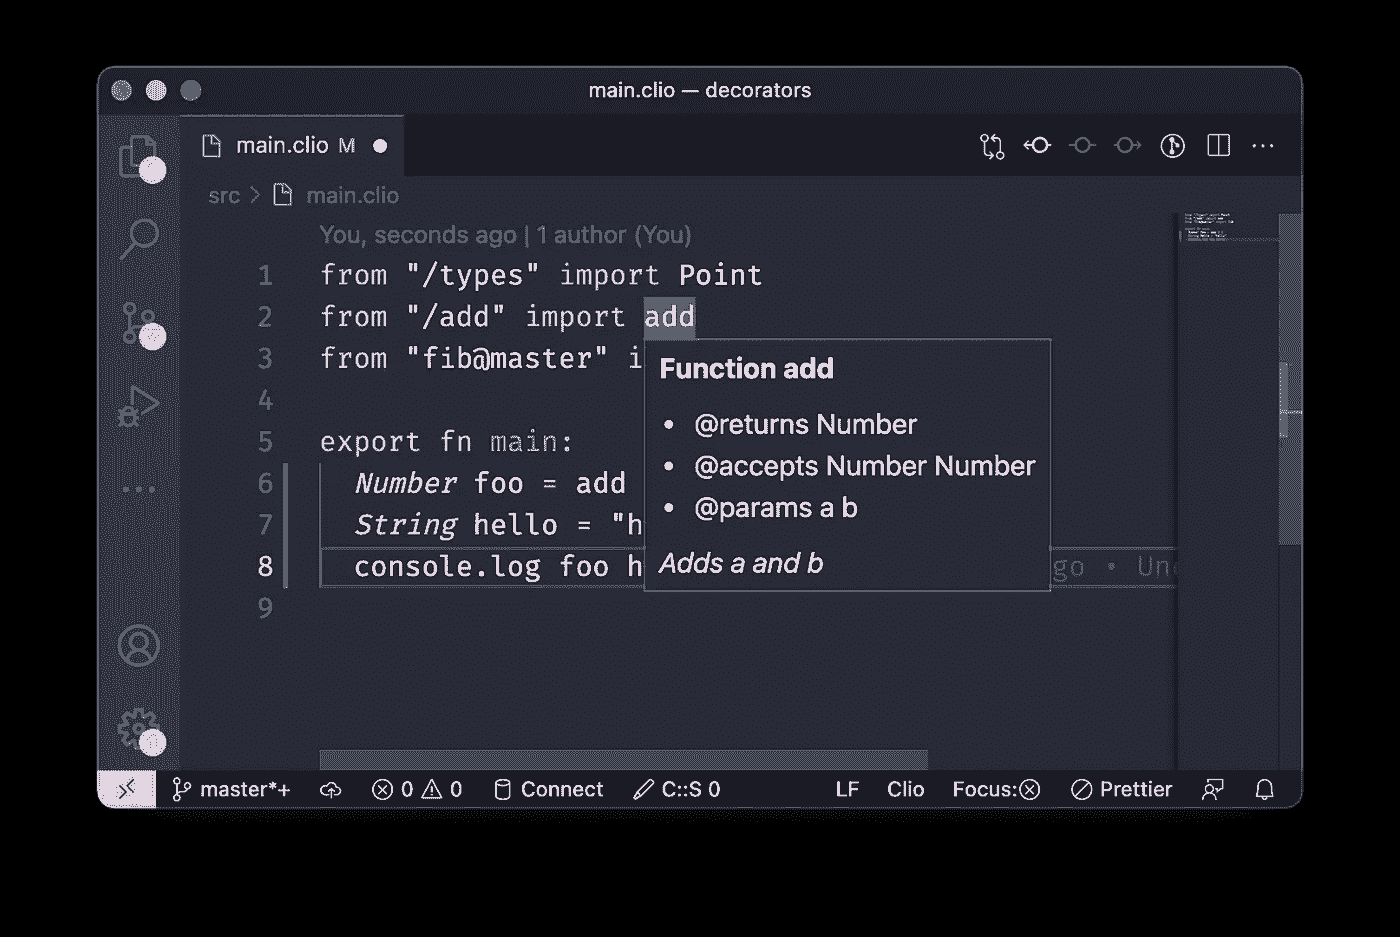 main.clio — decorators
main.clio M
src > main.clio
You, seconds ago | 1 author (You)
1 from "/types" import Point
2 from "/add" import add
3 from "fib@master" i
4
5 export fn main:
6 Number foo = add
7 String hello = "h
8 console.log foo h
9
Function add
• @returns Number
• @accepts Number Number
• @params a b
Adds a and b
go • Unc
master*+ 0 0 Connect C::S 0 LF Clio Focus: Prettier